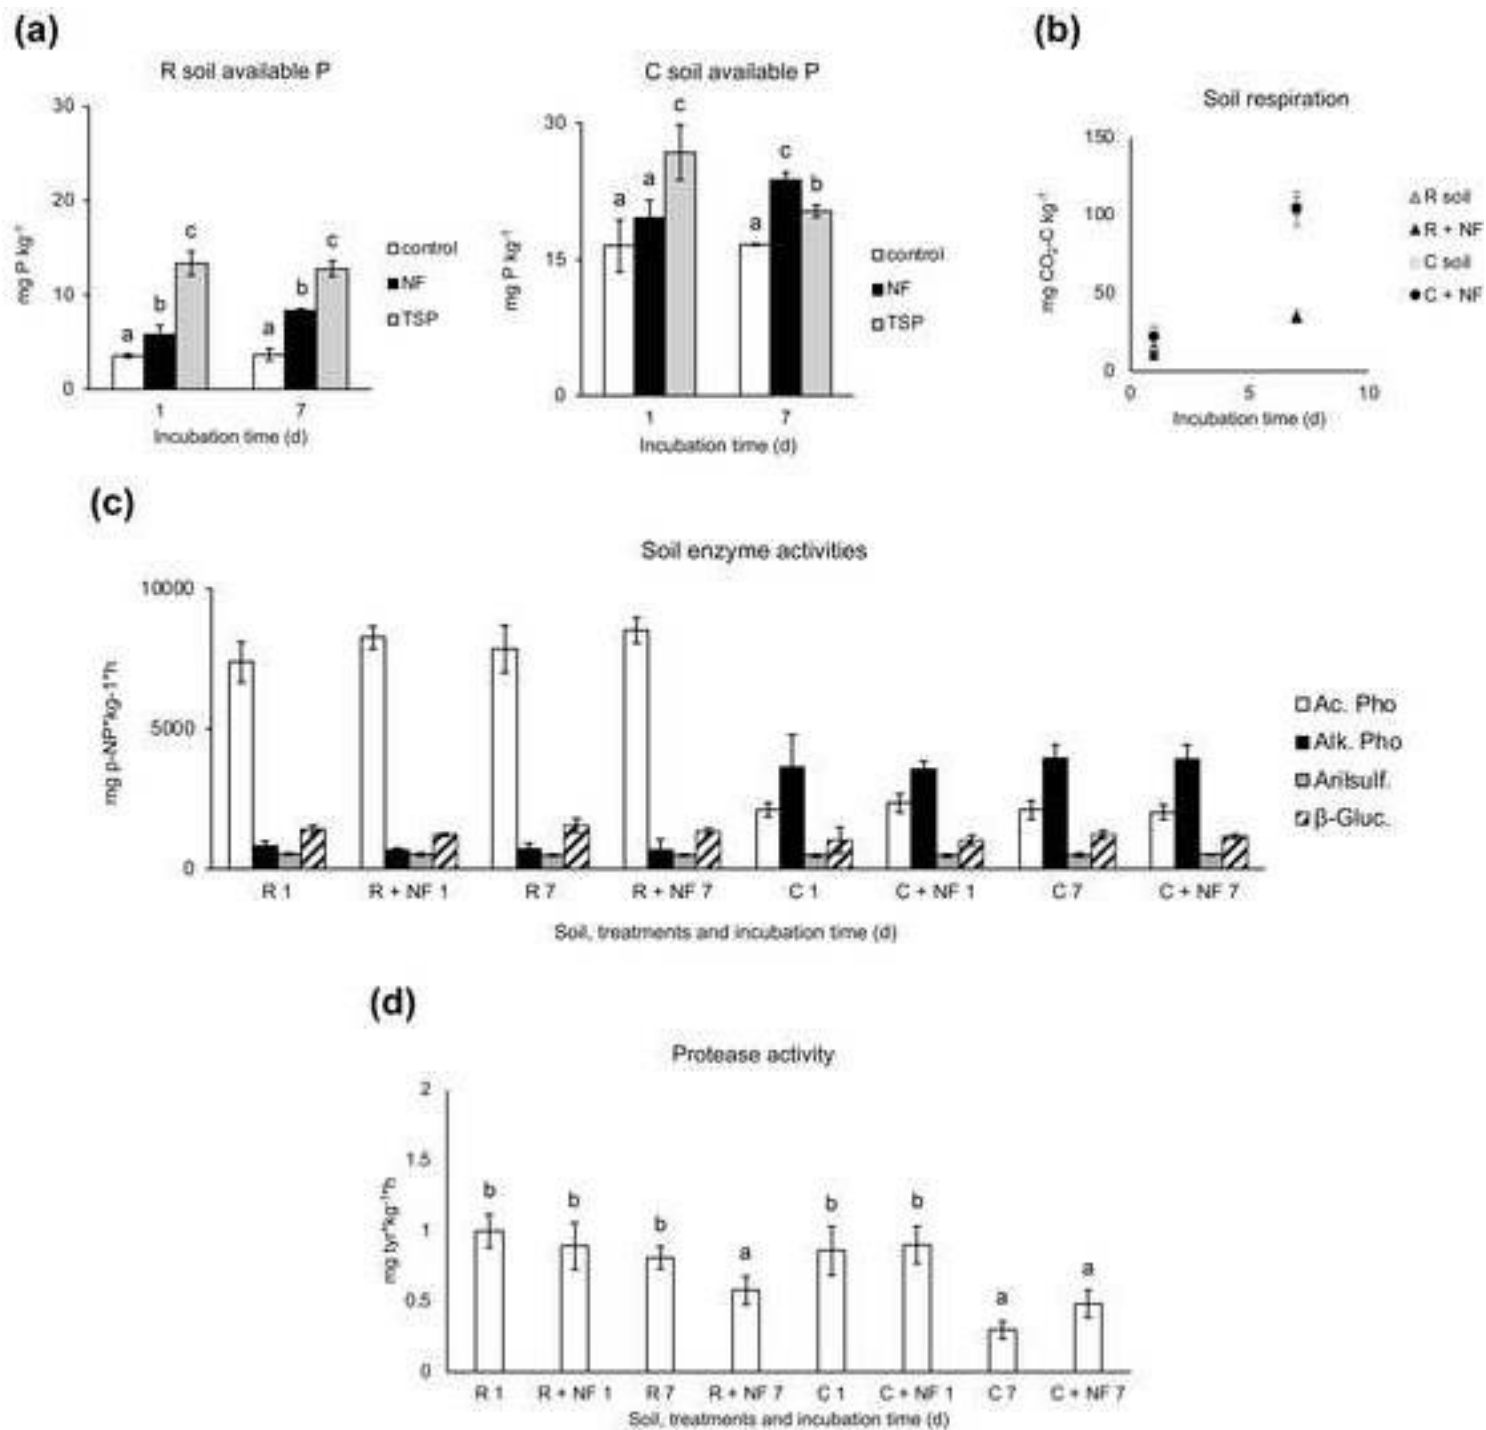 (a)
R soil available P
30
20
10
0
mg P kg-1
a b c
a b c
1 7
Incubation time (d)
control
NF
TSP
C soil available P
30
15
0
mg P kg-1
a a c
a c b
1 7
Incubation time (d)
control
NF
TSP
(b)
Soil respiration
150
100
50
0
mg CO2-C kg-1
0 5 10
Incubation time (d)
R soil
R + NF
C soil
C + NF
(c)
Soil enzyme activities
10000
5000
0
mg p-NP*kg-1*h
R 1 R + NF 1 R 7 R + NF 7 C 1 C + NF 1 C 7 C + NF 7
Soil, treatments and incubation time (d)
Ac. Pho
Alk. Pho
Arilsulf.
β-Gluc.
(d)
Protease activity
2
1.5
1
0.5
0
mg tyr*kg-1*h
b b b a b b a a
R 1 R + NF 1 R 7 R + NF 7 C 1 C + NF 1 C 7 C + NF 7
Soil, treatments and incubation time (d)